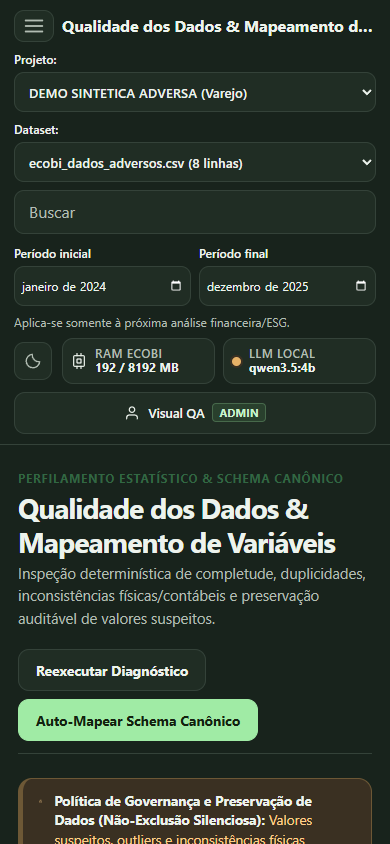 Qualidade dos Dados & Mapeamento d...
Projeto:
DEMO SINTETICA ADVERSA (Varejo)
Dataset:
ecobi_dados_adversos.csv (8 linhas)
Buscar
Período inicial
Período final
janeiro de 2024
dezembro de 2025
Aplica-se somente à próxima análise financeira/ESG.
RAM ECOBI
192 / 8192 MB
LLM LOCAL
qwen3.5:4b
Visual QA ADMIN
PERFILAMENTO ESTATÍSTICO & SCHEMA CANÔNICO
Qualidade dos Dados &
Mapeamento de Variáveis
Inspeção determinística de completude, duplicidades,
inconsistências físicas/contábeis e preservação
auditável de valores suspeitos.
Reexecutar Diagnóstico
Auto-Mapear Schema Canônico
Política de Governança e Preservação de
Dados (Não-Exclusão Silenciosa): Valores
suspeitos, outliers e inconsistências físicas